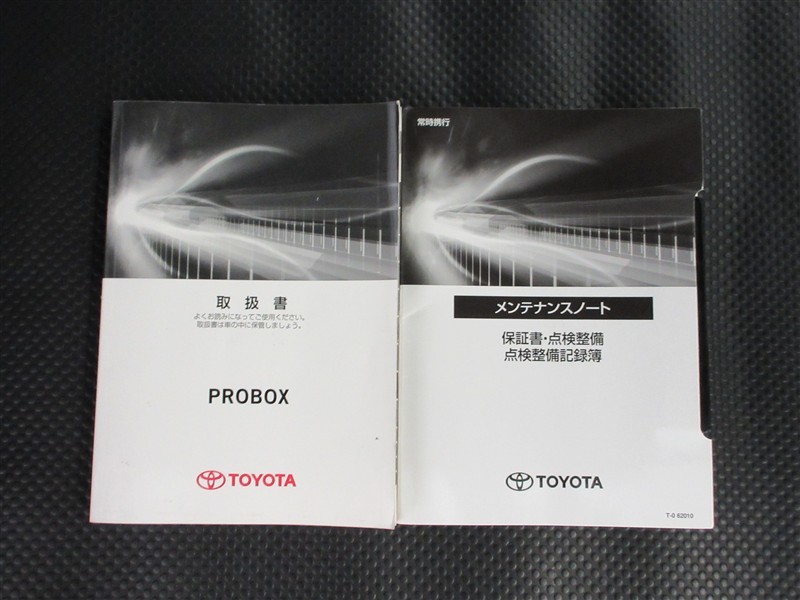 取扱書
よくお読みになってご使用ください。
取扱書は車の中に保管しましょう。
PROBOX
TOYOTA
常時携行
メンテナンスノート
保証書・点検整備
点検整備記録簿
TOYOTA
T-0 62010